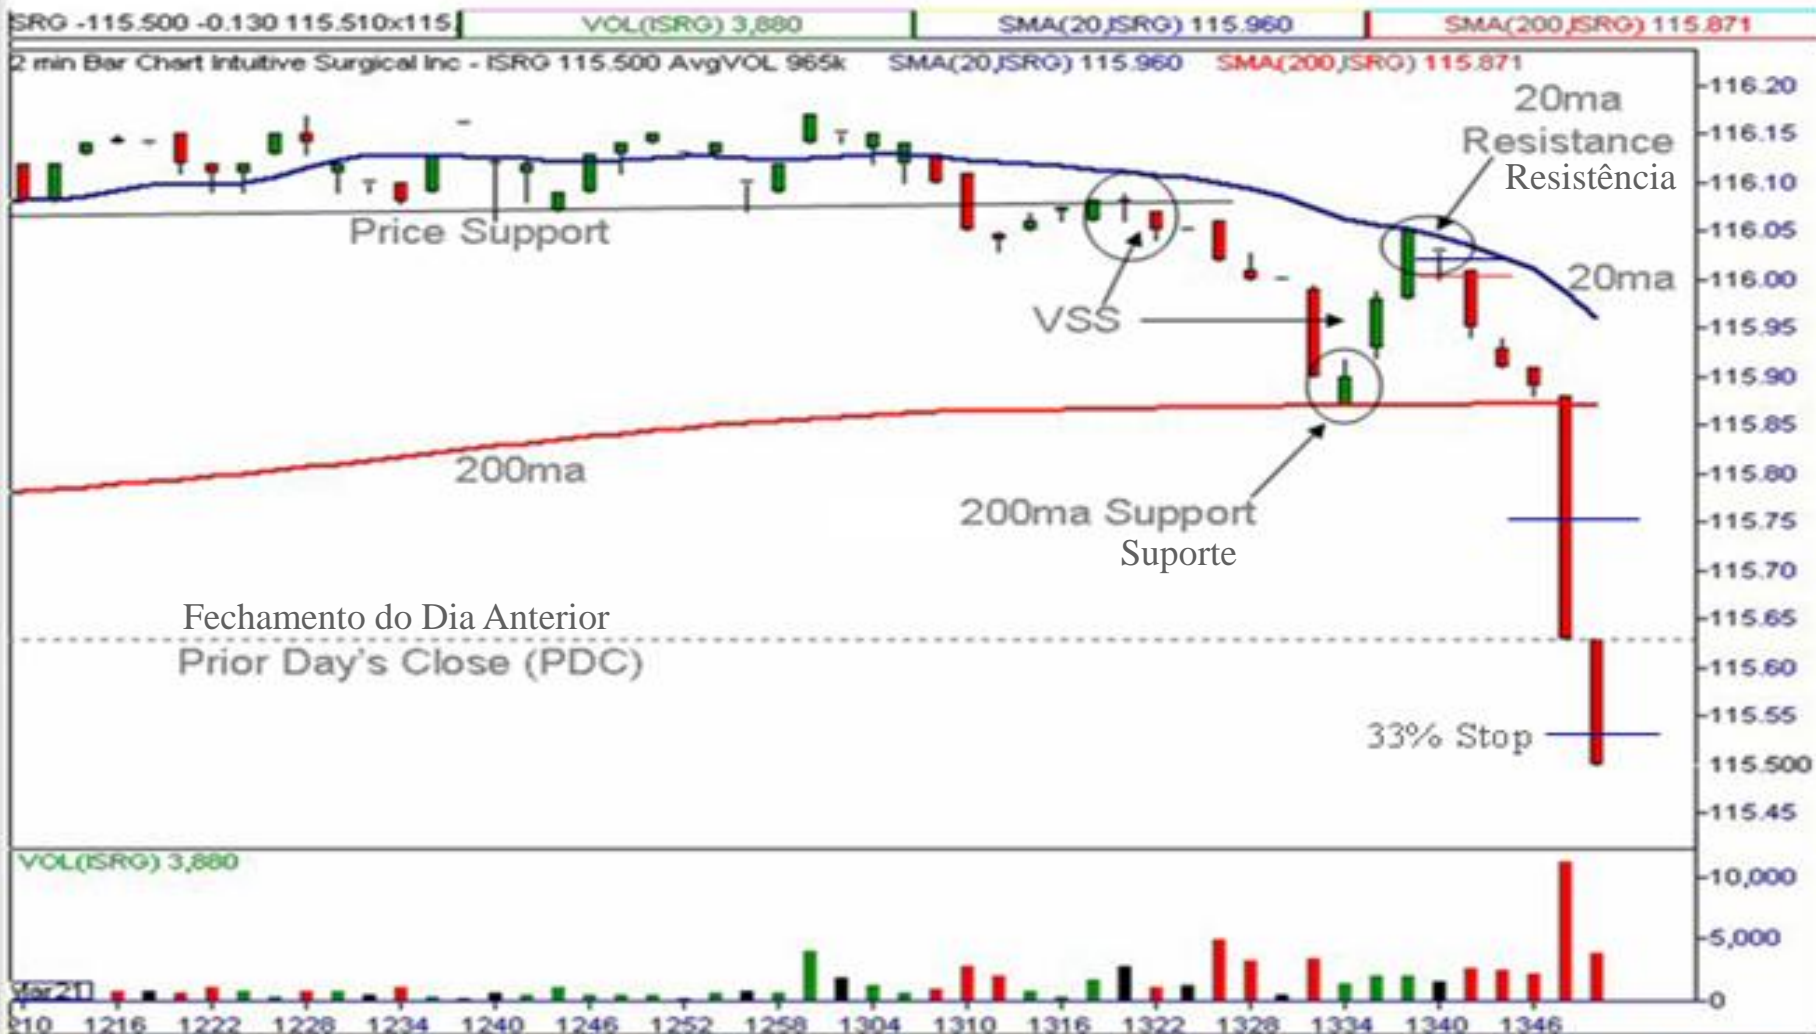 ISRG -115.500 -0.130 115.510x115. VOL(ISRG) 3,880 SMA(20,ISRG) 115.960 SMA(200,ISRG) 115.871
2 min Bar Chart Intuitive Surgical Inc - ISRG 115.500 AvgVOL 965k SMA(20,ISRG) 115.960 SMA(200,ISRG) 115.871
116.20
20ma
116.15
Resistance
Resistência
116.10
Price Support
116.05
20ma
116.00
VSS
115.95
115.90
115.85
200ma
115.80
200ma Support
115.75
Suporte
115.70
Fechamento do Dia Anterior
115.65
Prior Day's Close (PDC)
115.60
115.55
33% Stop
115.500
115.45
VOL(ISRG) 3,880
10,000
5,000
Mar21
0
210 1216 1222 1228 1234 1240 1246 1252 1258 1304 1310 1316 1322 1328 1334 1340 1346